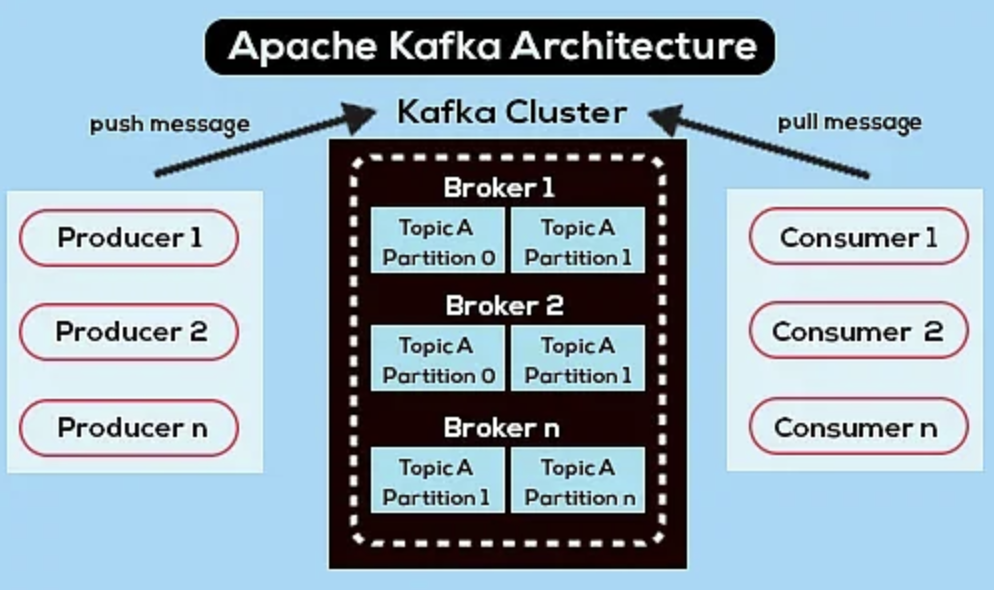 Apache Kafka Architecture
Kafka Cluster
push message
pull message
Producer 1
Producer 2
Producer n
Broker 1
Topic A
Partition 0
Topic A
Partition 1
Broker 2
Topic A
Partition 0
Topic A
Partition 1
Broker n
Topic A
Partition 1
Topic A
Partition n
Consumer 1
Consumer 2
Consumer n